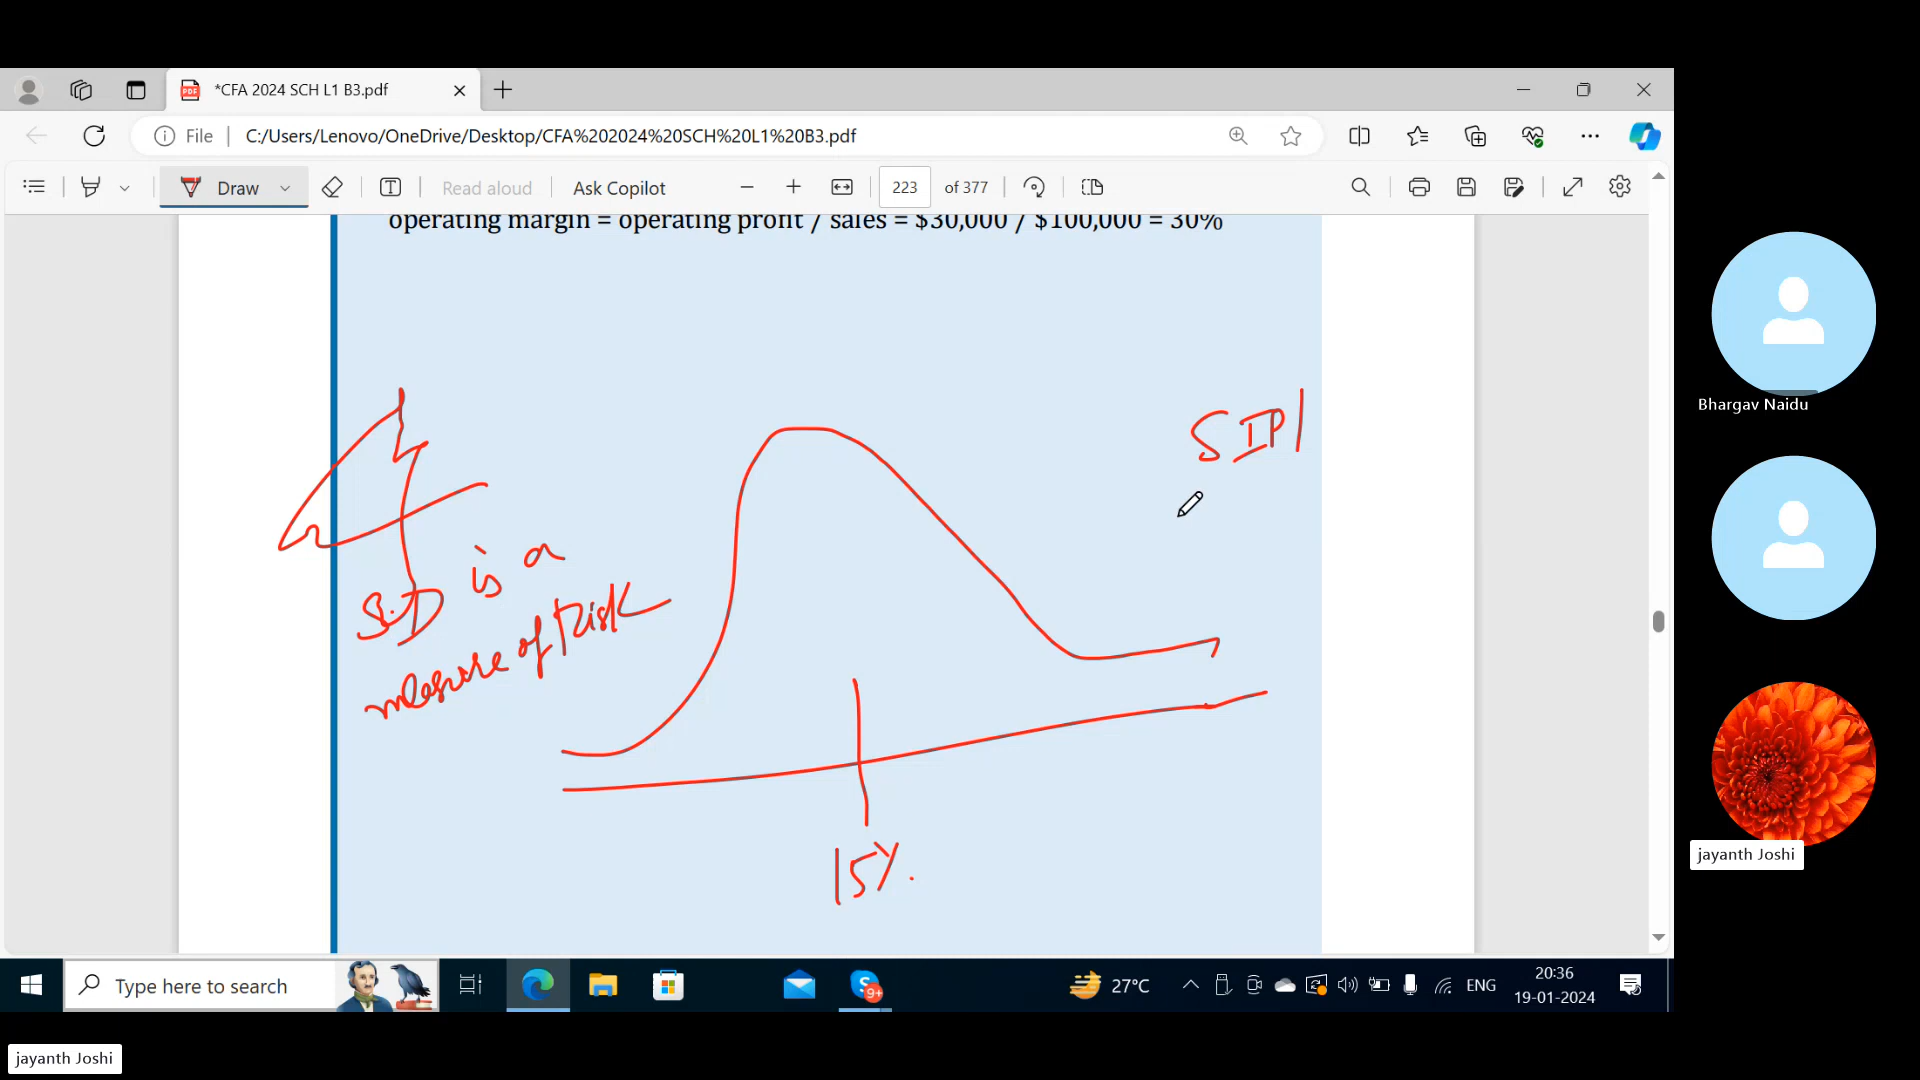 *CFA 2024 SCH L1 B3.pdf
File
C:/Users/Lenovo/OneDrive/Desktop/CFA%202024%20SCH%20L1%20B3.pdf
Draw
Read aloud
Ask Copilot
223 of 377
operating margin = operating profit / sales = $30,000 / $100,000 = 30%
SIP
S.D is a
measure of Risk
15%.
Bhargav Naidu
jayanth Joshi
Type here to search
9+
27°C
ENG
20:36
19-01-2024
jayanth Joshi